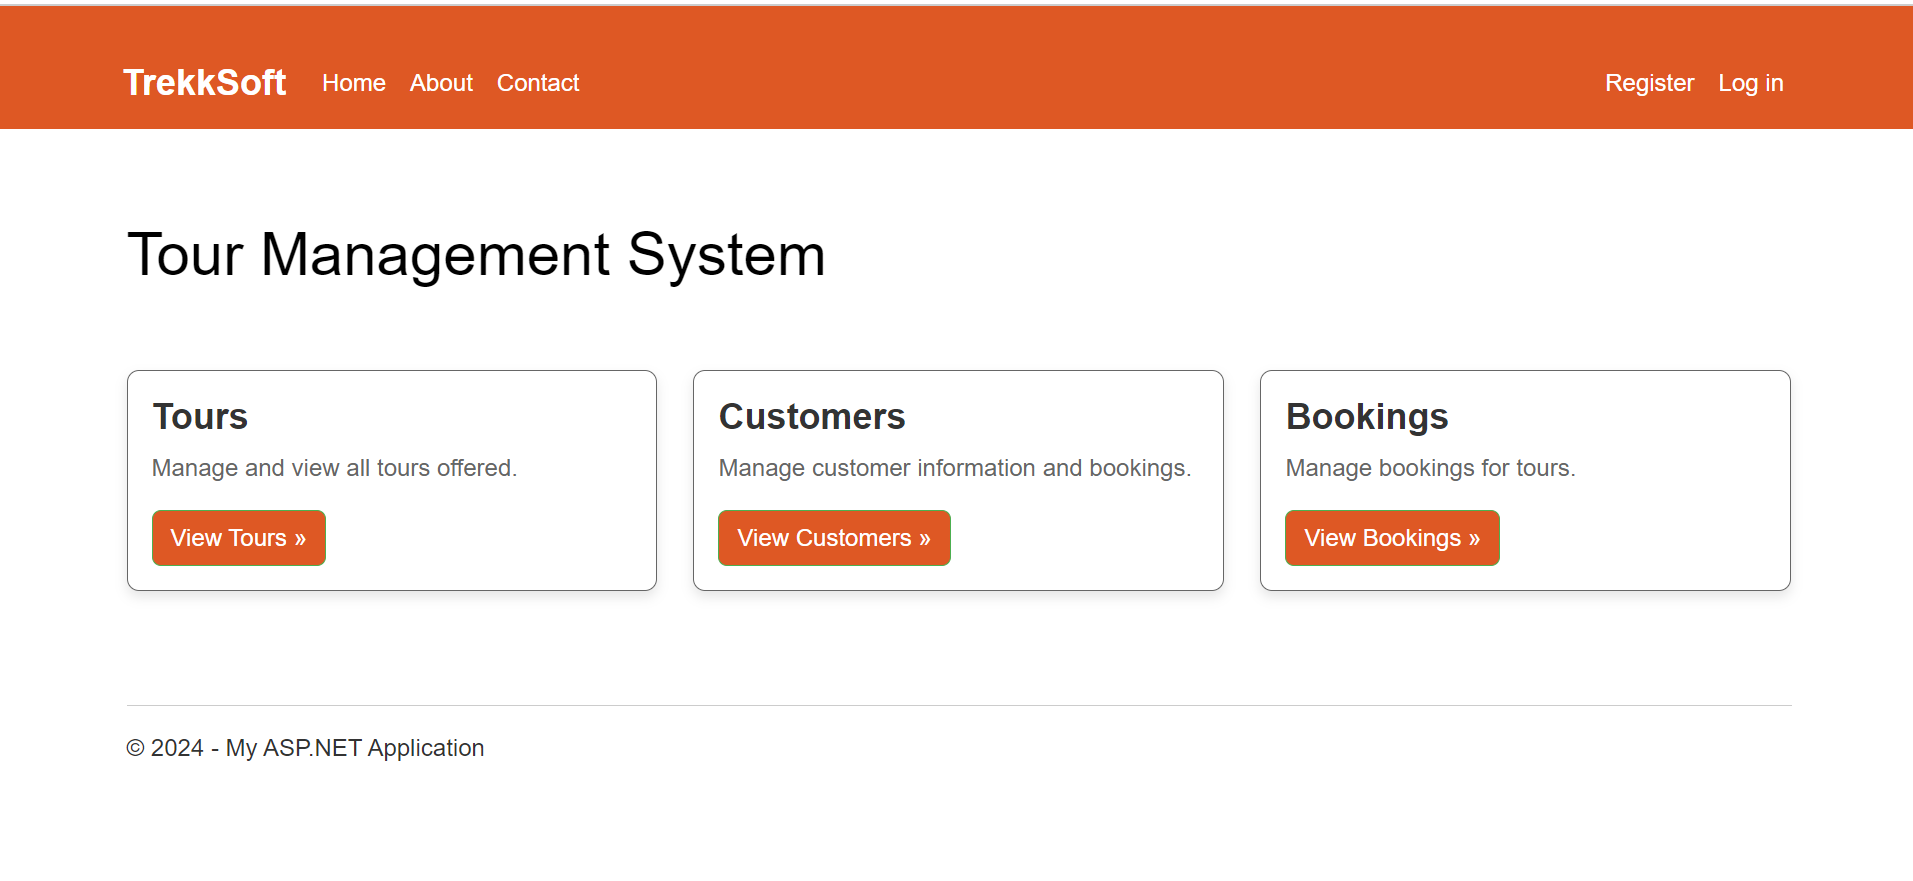 TrekkSoft Home About Contact Register Log in
Tour Management System
Tours
Manage and view all tours offered.
View Tours »
Customers
Manage customer information and bookings.
View Customers »
Bookings
Manage bookings for tours.
View Bookings »
© 2024 - My ASP.NET Application